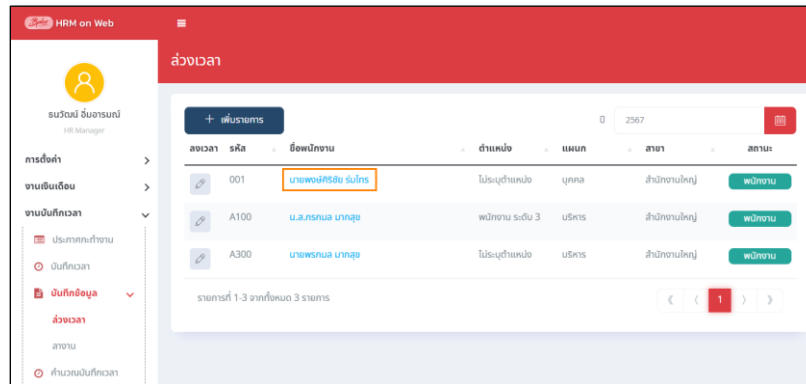 HRM on Web
ล่วงเวลา
ธนวัฒน์ อิ่มอารมณ์
HR Manager
+ เพิ่มรายการ
ปี 2567
ลงเวลา รหัส ชื่อพนักงาน ตำแหน่ง แผนก สาขา สถานะ
การตั้งค่า
001 นายพงษ์ศิริชัย ร่มไทร ไม่ระบุตำแหน่ง บุคคล สำนักงานใหญ่ พนักงาน
งานเงินเดือน
งานบันทึกเวลา
A100 น.ส.ภรกมล มากสุข พนักงาน ระดับ 3 บริหาร สำนักงานใหญ่ พนักงาน
ประเภทกะทำงาน
A300 นายพรกมล มากสุข ไม่ระบุตำแหน่ง บริหาร สำนักงานใหญ่ พนักงาน
บันทึกเวลา
บันทึกข้อมูล
รายการที่ 1-3 จากทั้งหมด 3 รายการ
1
ล่วงเวลา
ลางาน
คำนวณบันทึกเวลา